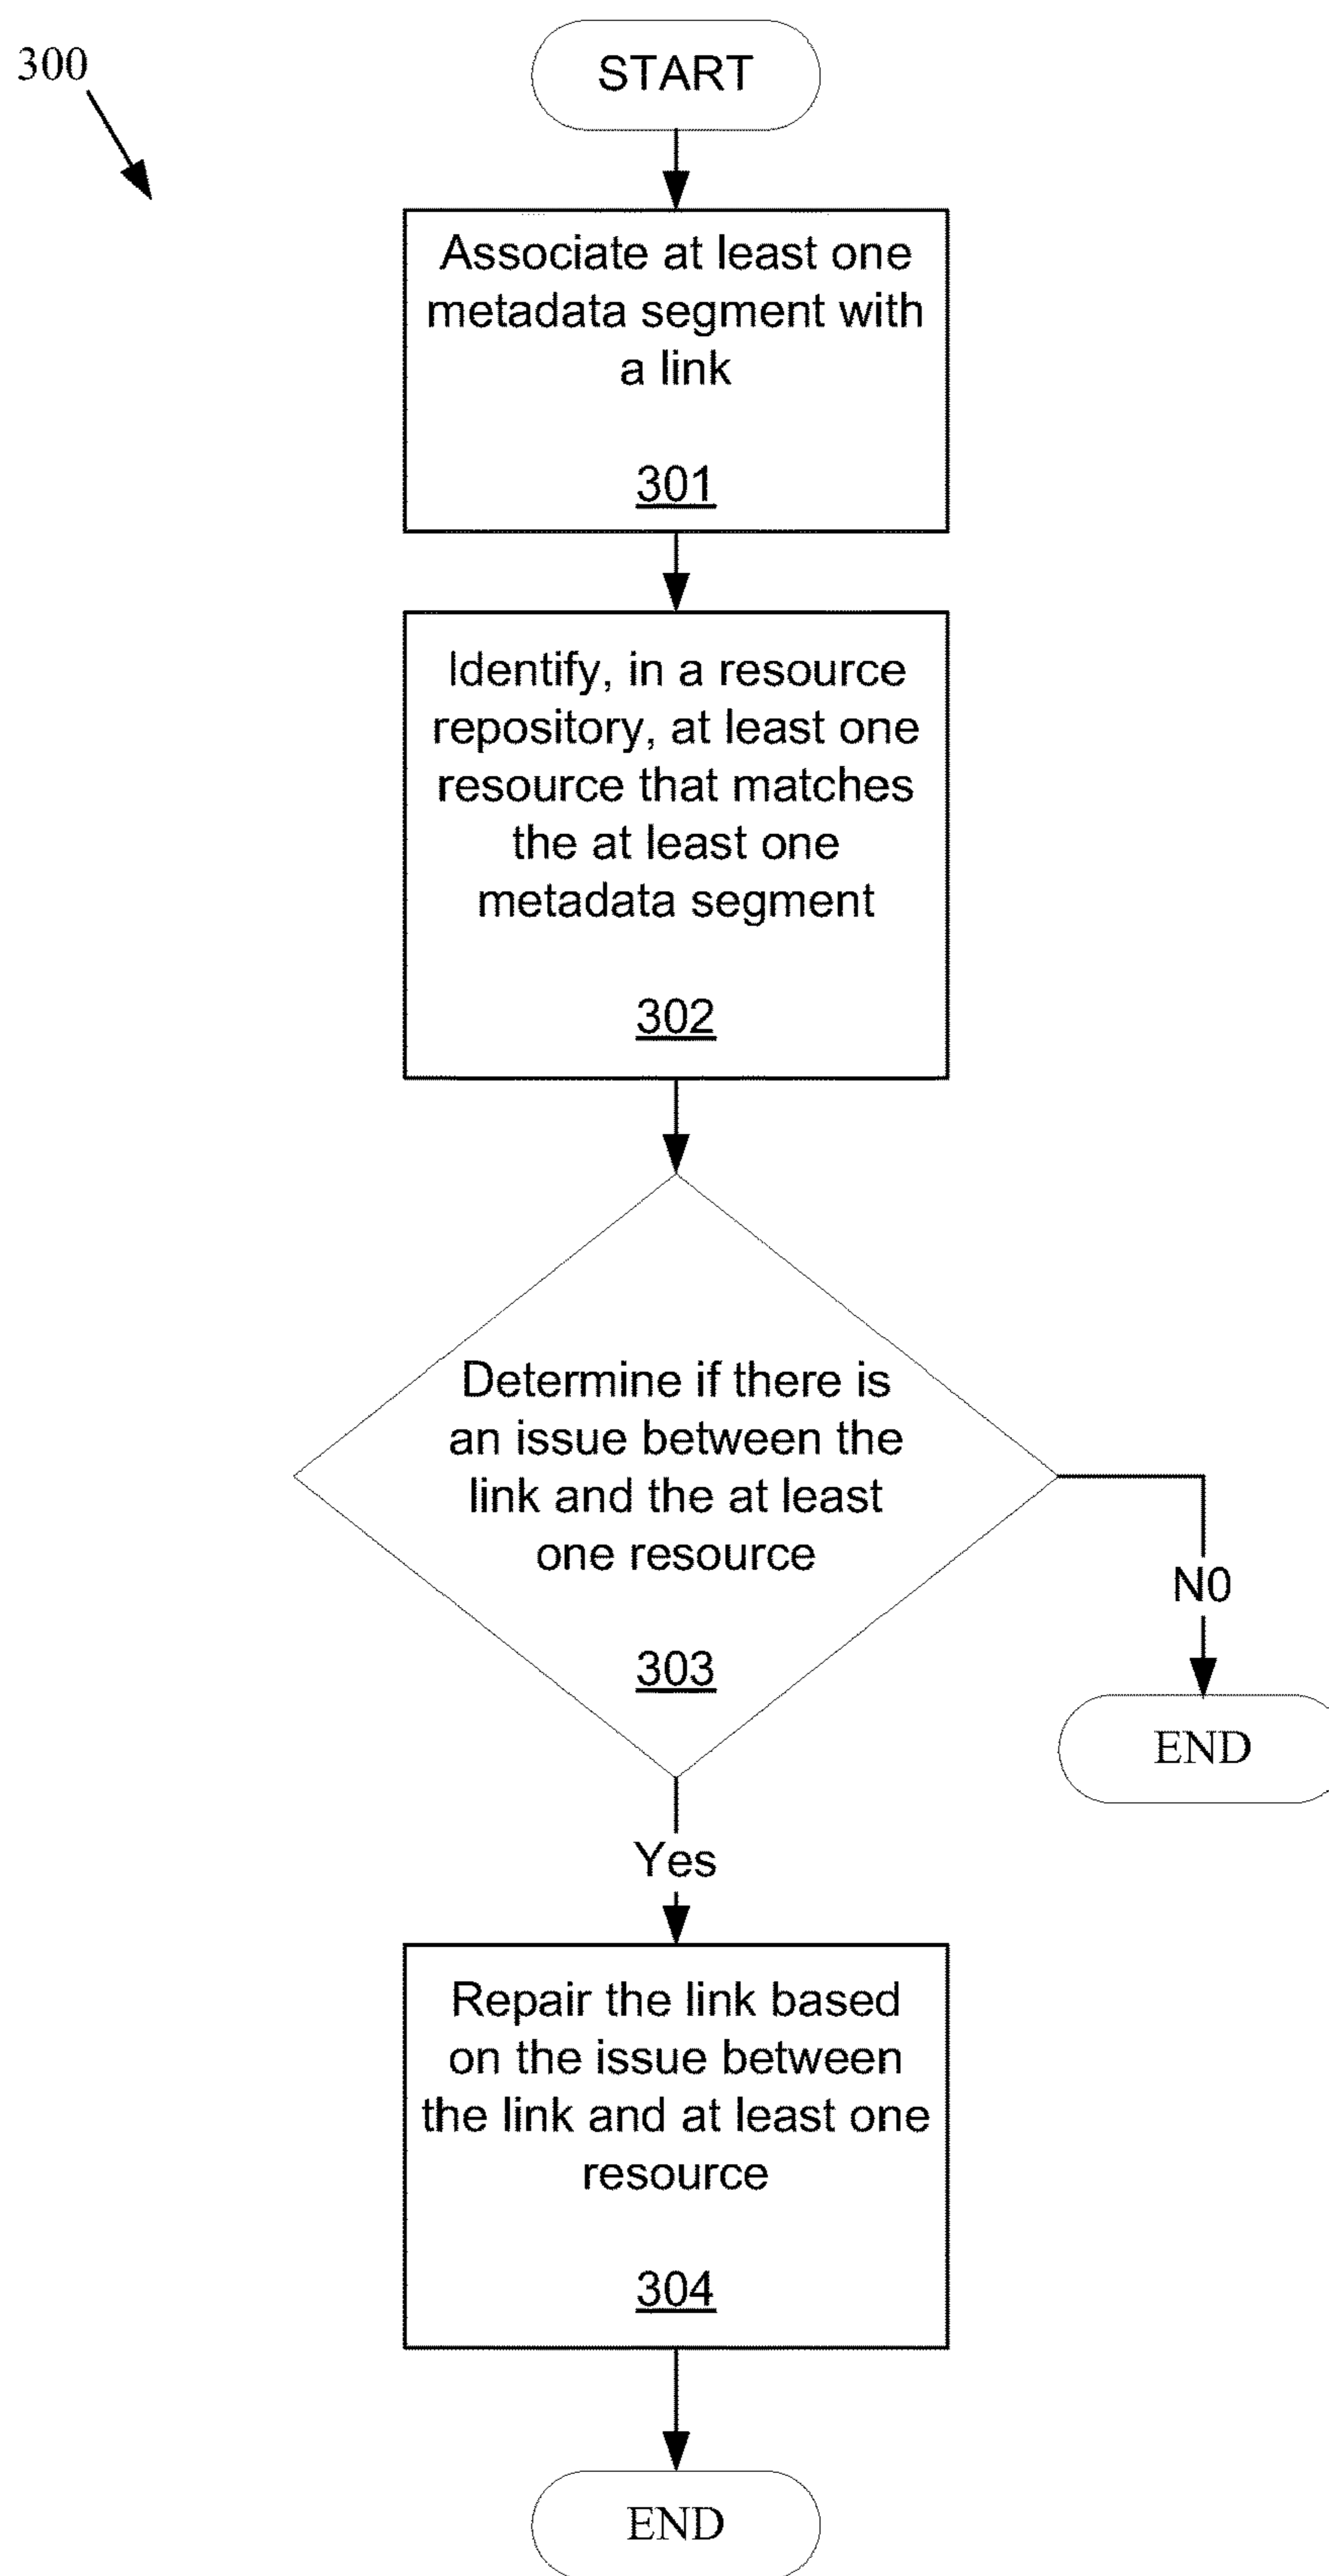 300
START
Associate at least one
metadata segment with
a link
301
Identify, in a resource
repository, at least one
resource that matches
the at least one
metadata segment
302
Determine if there is
an issue between the
link and the at least
one resource
303
N0
END
Yes
Repair the link based
on the issue between
the link and at least one
resource
304
END